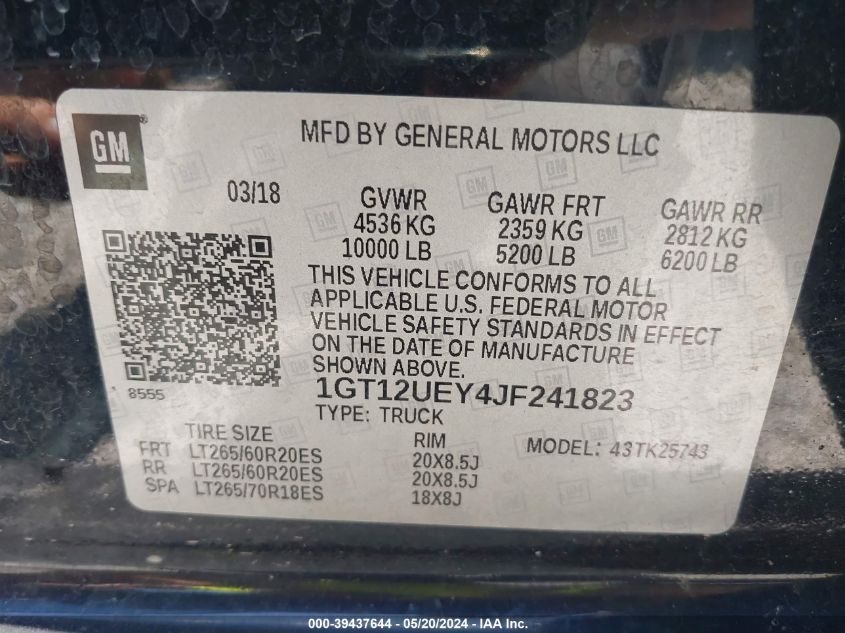 GM ®
MFD BY GENERAL MOTORS LLC
03/18
GVWR
4536 KG
10000 LB
GAWR FRT
2359 KG
5200 LB
GAWR RR
2812 KG
6200 LB
THIS VEHICLE CONFORMS TO ALL
APPLICABLE U.S. FEDERAL MOTOR
VEHICLE SAFETY STANDARDS IN EFFECT
ON THE DATE OF MANUFACTURE
SHOWN ABOVE.
8555
1GT12UEY4JF241823
TYPE: TRUCK
TIRE SIZE RIM MODEL: 43TK25743
FRT LT265/60R20ES 20X8.5J
RR LT265/60R20ES 20X8.5J
SPA LT265/70R18ES 18X8J
000-39437644 - 05/20/2024 - IAA, Inc.